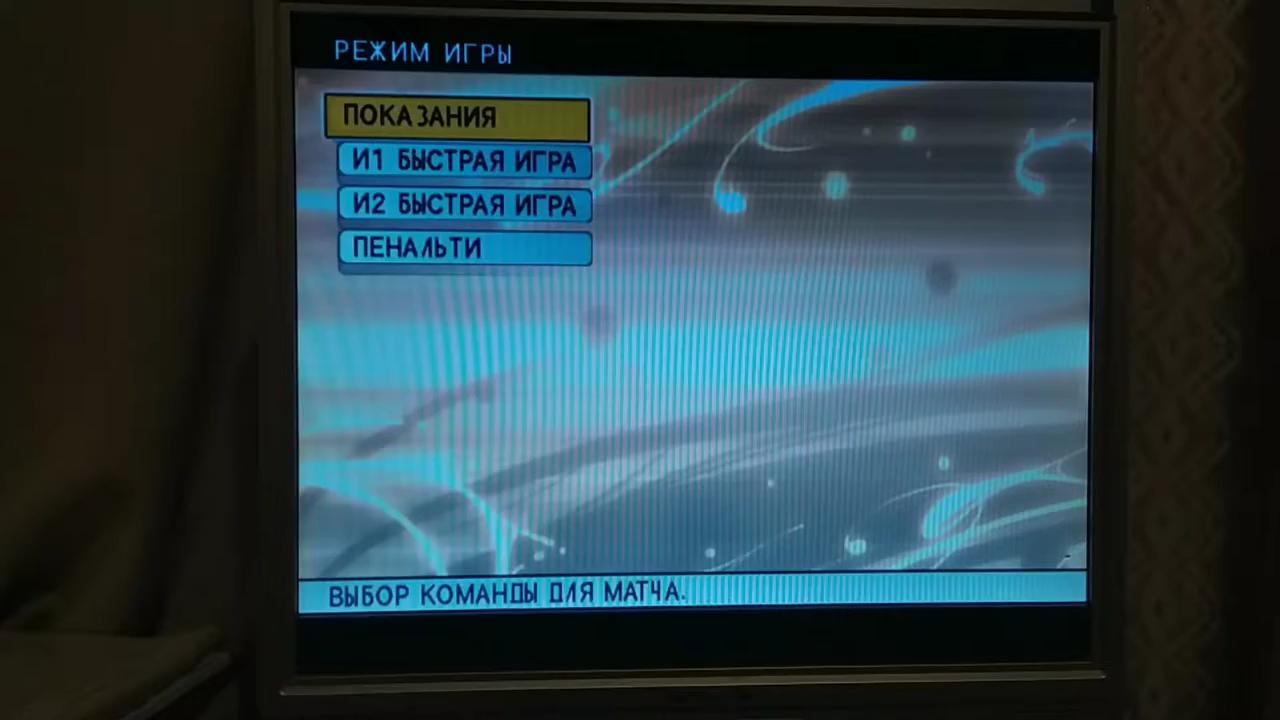 РЕЖИМ ИГРЫ
ПОКАЗАНИЯ
И1 БЫСТРАЯ ИГРА
И2 БЫСТРАЯ ИГРА
ПЕНАЛЬТИ
ВЫБОР КОМАНДЫ ДЛЯ МАТЧА.